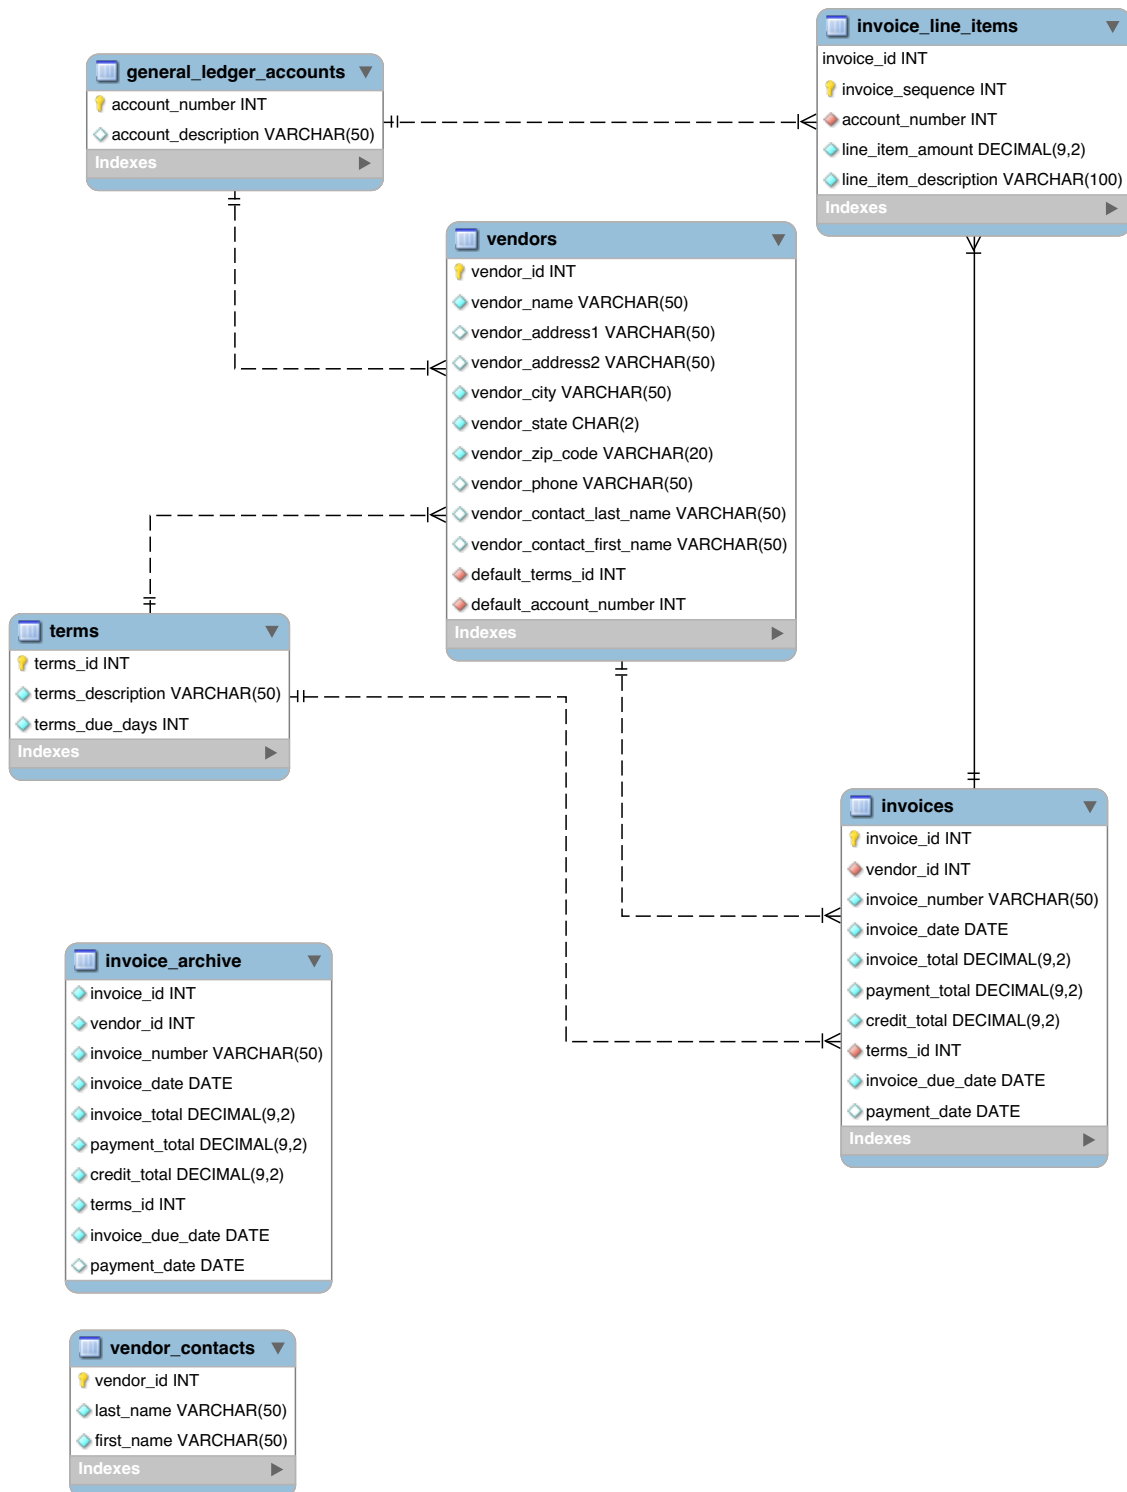 general_ledger_accounts
account_number INT
account_description VARCHAR(50)
Indexes
invoice_line_items
invoice_id INT
invoice_sequence INT
account_number INT
line_item_amount DECIMAL(9,2)
line_item_description VARCHAR(100)
Indexes
vendors
vendor_id INT
vendor_name VARCHAR(50)
vendor_address1 VARCHAR(50)
vendor_address2 VARCHAR(50)
vendor_city VARCHAR(50)
vendor_state CHAR(2)
vendor_zip_code VARCHAR(20)
vendor_phone VARCHAR(50)
vendor_contact_last_name VARCHAR(50)
vendor_contact_first_name VARCHAR(50)
default_terms_id INT
default_account_number INT
Indexes
terms
terms_id INT
terms_description VARCHAR(50)
terms_due_days INT
Indexes
invoices
invoice_id INT
vendor_id INT
invoice_number VARCHAR(50)
invoice_date DATE
invoice_total DECIMAL(9,2)
payment_total DECIMAL(9,2)
credit_total DECIMAL(9,2)
terms_id INT
invoice_due_date DATE
payment_date DATE
Indexes
invoice_archive
invoice_id INT
vendor_id INT
invoice_number VARCHAR(50)
invoice_date DATE
invoice_total DECIMAL(9,2)
payment_total DECIMAL(9,2)
credit_total DECIMAL(9,2)
terms_id INT
invoice_due_date DATE
payment_date DATE
vendor_contacts
vendor_id INT
last_name VARCHAR(50)
first_name VARCHAR(50)
Indexes